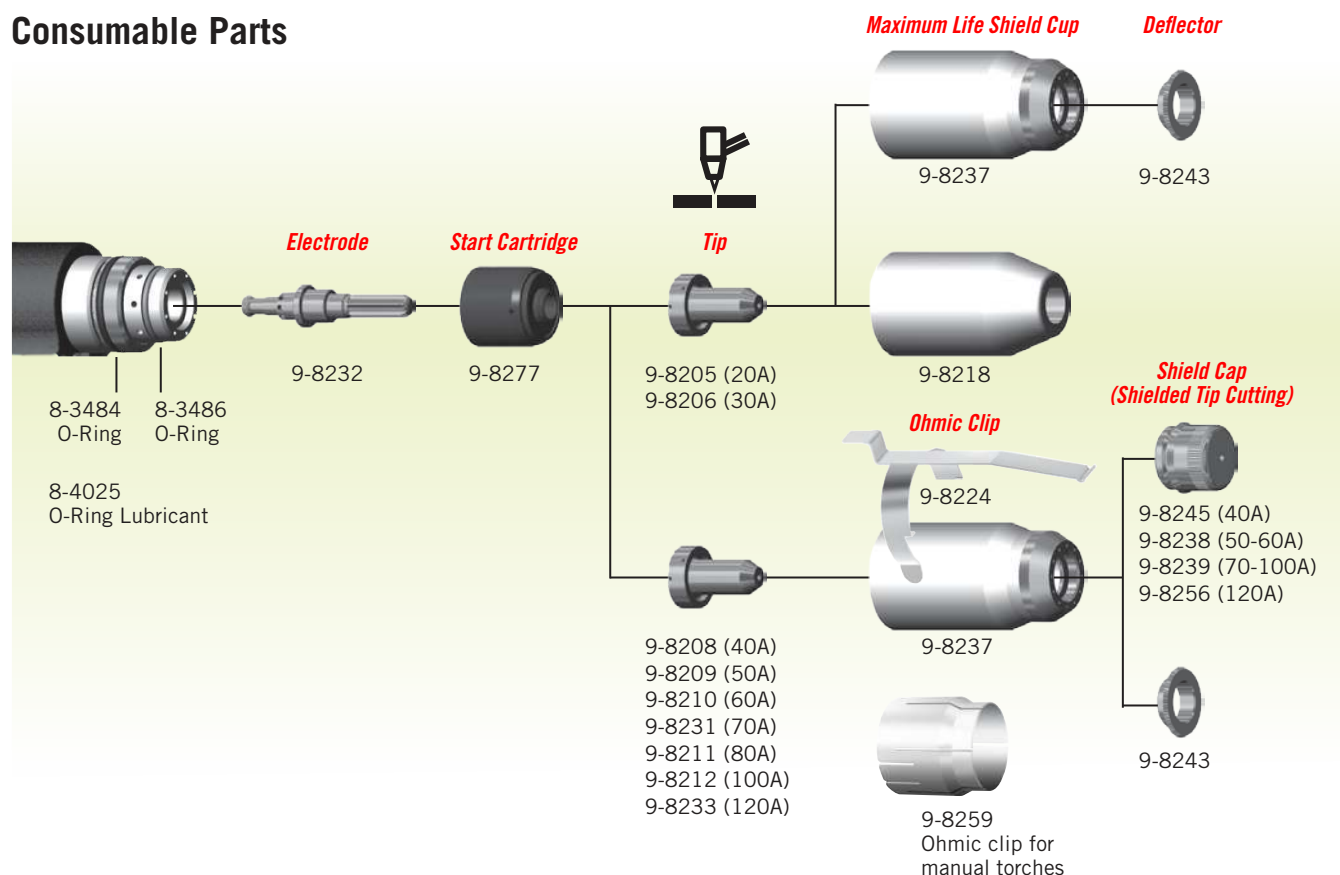 Consumable Parts
Maximum Life Shield Cup
Deflector
9-8237
9-8243
Electrode
Start Cartridge
Tip
9-8232
9-8277
9-8205 (20A)
9-8206 (30A)
9-8218
8-3484
O-Ring
8-3486
O-Ring
8-4025
O-Ring Lubricant
Ohmic Clip
9-8224
Shield Cap
(Shielded Tip Cutting)
9-8245 (40A)
9-8238 (50-60A)
9-8239 (70-100A)
9-8256 (120A)
9-8208 (40A)
9-8209 (50A)
9-8210 (60A)
9-8231 (70A)
9-8211 (80A)
9-8212 (100A)
9-8233 (120A)
9-8237
9-8243
9-8259
Ohmic clip for
manual torches